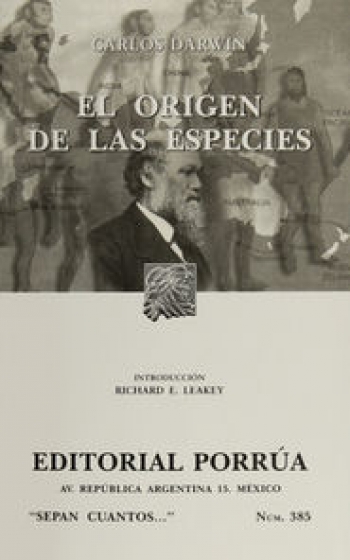 CARLOS DARWIN
EL ORIGEN
DE LAS ESPECIES
AUSTRALIA
INTRODUCCIÓN
RICHARD E. LEAKEY
EDITORIAL PORRÚA
AV. REPÚBLICA ARGENTINA 15. MÉXICO
"SEPAN CUANTOS..." NÚM. 385